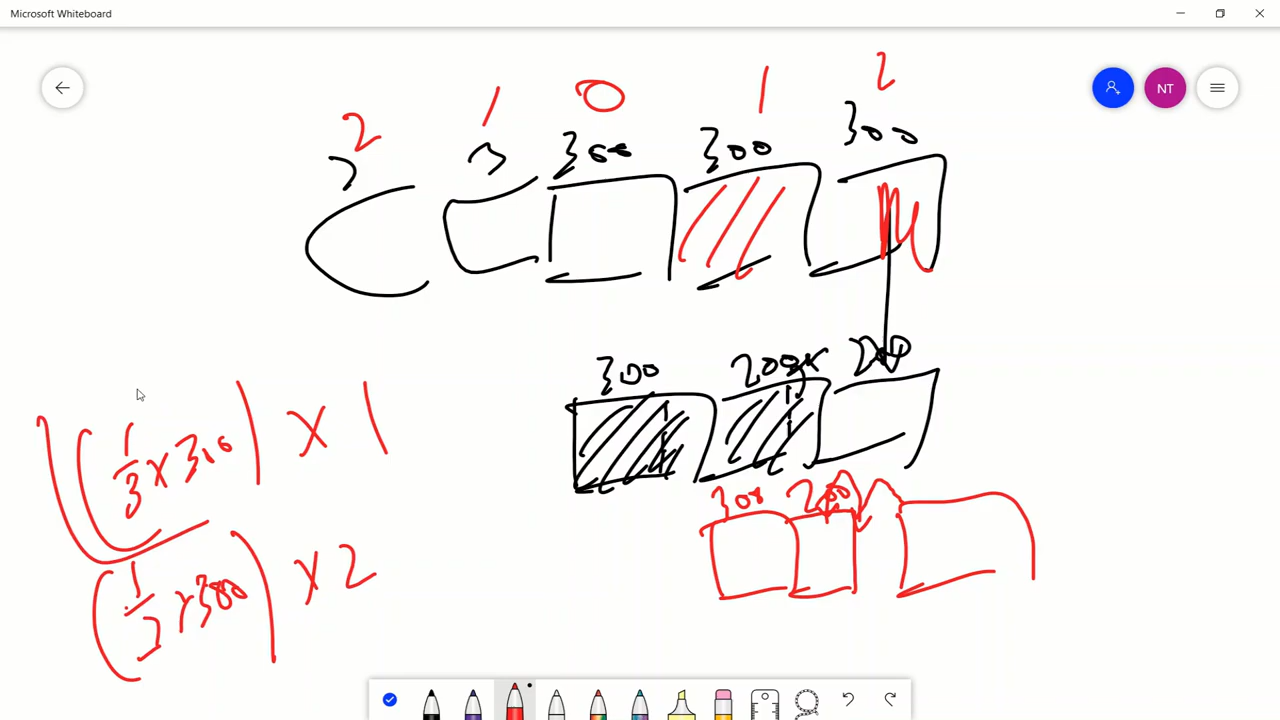 Microsoft Whiteboard
NT
2 1 0 1 2
3 300 300 300
300 200
(1/3 x 300) x 1
300 200
(1/3 x 300) x 2